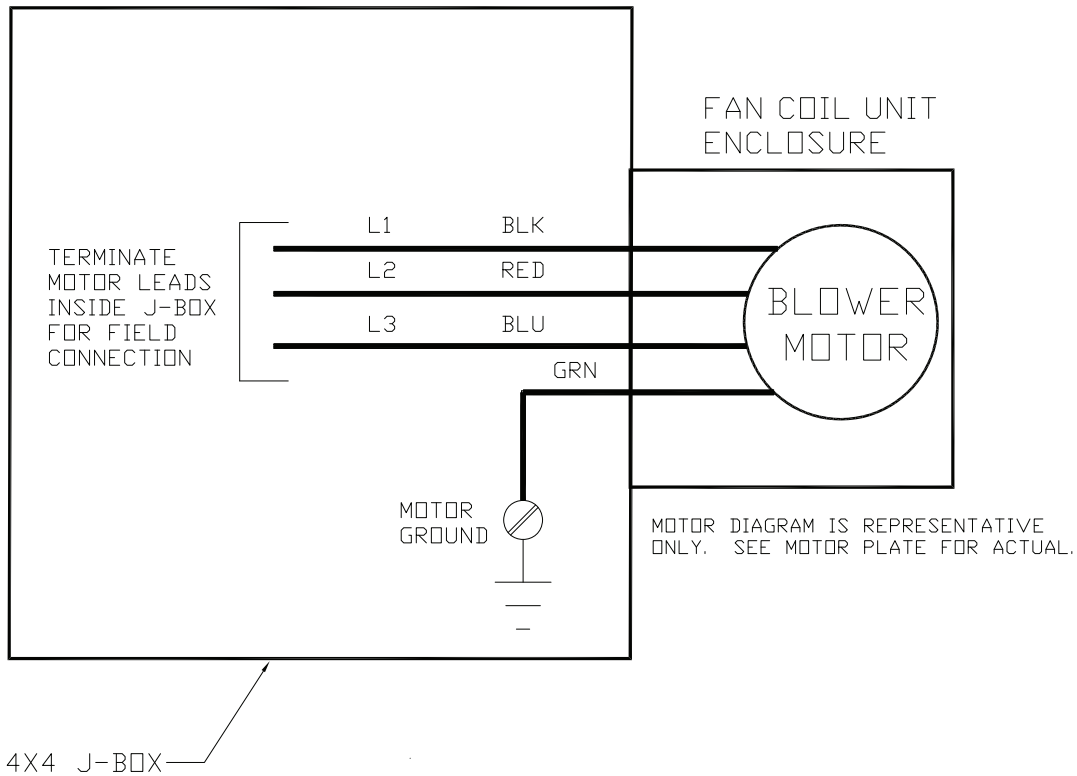 FAN COIL UNIT
ENCLOSURE
L1 BLK
TERMINATE
MOTOR LEADS
INSIDE J-BOX
FOR FIELD
CONNECTION
L2 RED
L3 BLU
GRN
BLOWER
MOTOR
MOTOR
GROUND
MOTOR DIAGRAM IS REPRESENTATIVE
ONLY. SEE MOTOR PLATE FOR ACTUAL.
4X4 J-BOX